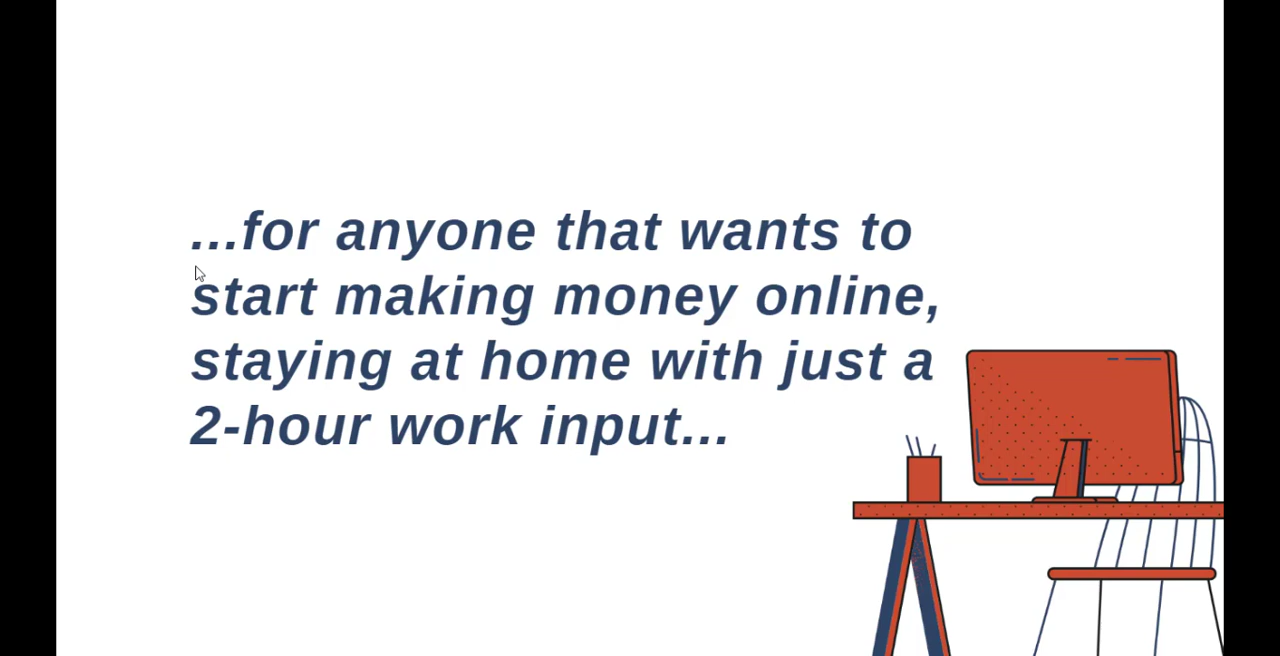 ...for anyone that wants to
start making money online,
staying at home with just a
2-hour work input...